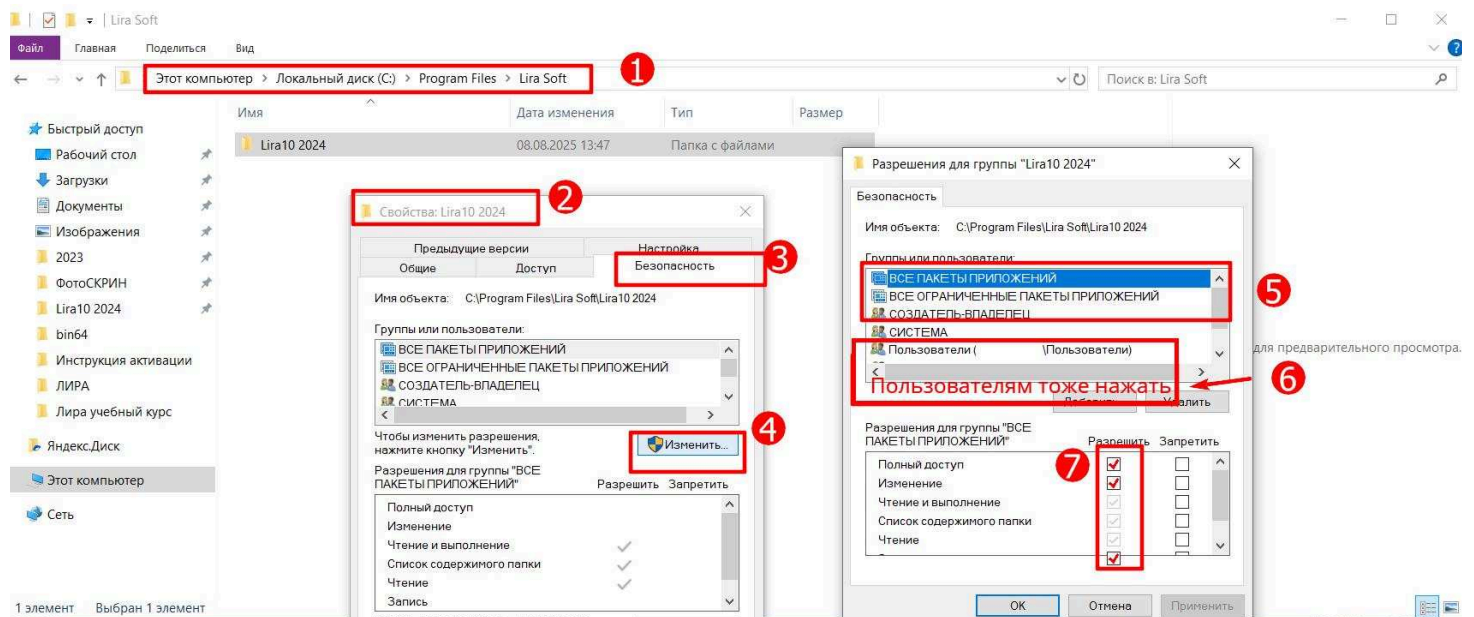 Lira Soft
Файл Главная Поделиться Вид
Этот компьютер > Локальный диск (C:) > Program Files > Lira Soft
1
Поиск в: Lira Soft
Имя Дата изменения Тип Размер
Lira10 2024 08.08.2025 13:47 Папка с файлами
Быстрый доступ
Рабочий стол
Загрузки
Документы
Изображения
2023
ФотоСКРИН
Lira10 2024
bin64
Инструкция активации
ЛИРА
Лира учебный курс
Яндекс.Диск
Этот компьютер
Сеть
1 элемент Выбран 1 элемент
2
Свойства: Lira10 2024
Предыдущие версии Настройка
Общие Доступ Безопасность
3
Имя объекта: C:\Program Files\Lira Soft\Lira10 2024
Группы или пользователи:
ВСЕ ПАКЕТЫ ПРИЛОЖЕНИЙ
ВСЕ ОГРАНИЧЕННЫЕ ПАКЕТЫ ПРИЛОЖЕНИЙ
СОЗДАТЕЛЬ-ВЛАДЕЛЕЦ
СИСТЕМА
Чтобы изменить разрешения,
нажмите кнопку "Изменить".
Изменить...
4
Разрешения для группы "ВСЕ
ПАКЕТЫ ПРИЛОЖЕНИЙ" Разрешить Запретить
Полный доступ
Изменение
Чтение и выполнение
Список содержимого папки
Чтение
Запись
Разрешения для группы "Lira10 2024"
Безопасность
Имя объекта: C:\Program Files\Lira Soft\Lira10 2024
Группы или пользователи:
ВСЕ ПАКЕТЫ ПРИЛОЖЕНИЙ
ВСЕ ОГРАНИЧЕННЫЕ ПАКЕТЫ ПРИЛОЖЕНИЙ
СОЗДАТЕЛЬ-ВЛАДЕЛЕЦ
5
СИСТЕМА
Пользователи ( \Пользователи)
Пользователям тоже нажать
6
Удалить
Разрешения для группы "ВСЕ
ПАКЕТЫ ПРИЛОЖЕНИЙ" Разрешить Запретить
7
Полный доступ
Изменение
Чтение и выполнение
Список содержимого папки
Чтение
ОК Отмена Применить
для предварительного просмотра.